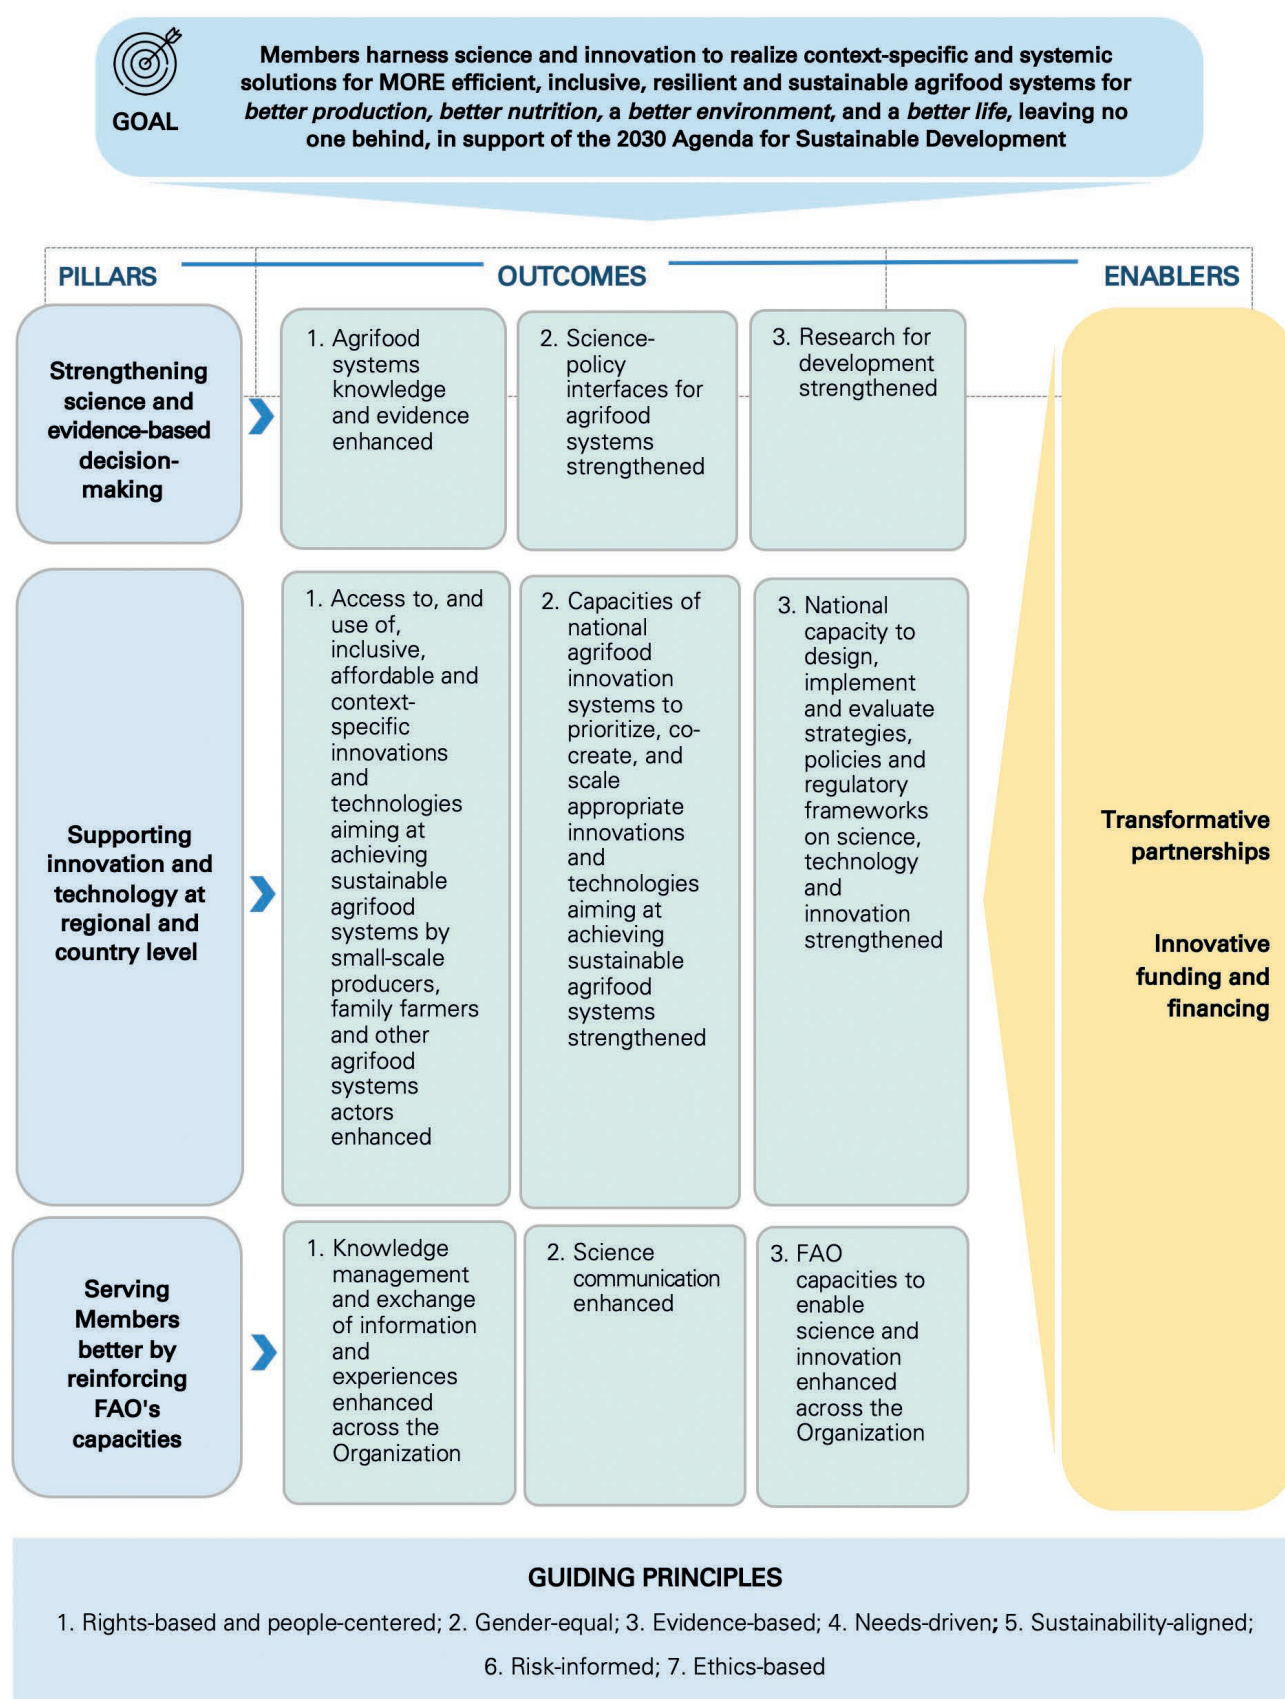 GOAL
Members harness science and innovation to realize context-specific and systemic
solutions for MORE efficient, inclusive, resilient and sustainable agrifood systems for
better production, better nutrition, a better environment, and a better life, leaving no
one behind, in support of the 2030 Agenda for Sustainable Development
PILLARS
OUTCOMES
ENABLERS
Strengthening
science and
evidence-based
decision-
making
1. Agrifood
systems
knowledge
and evidence
enhanced
2. Science-
policy
interfaces for
agrifood
systems
strengthened
3. Research for
development
strengthened
Supporting
innovation and
technology at
regional and
country level
1. Access to, and
use of,
inclusive,
affordable and
context-
specific
innovations
and
technologies
aiming at
achieving
sustainable
agrifood
systems by
small-scale
producers,
family farmers
and other
agrifood
systems
actors
enhanced
2. Capacities of
national
agrifood
innovation
systems to
prioritize, co-
create, and
scale
appropriate
innovations
and
technologies
aiming at
achieving
sustainable
agrifood
systems
strengthened
3. National
capacity to
design,
implement
and evaluate
strategies,
policies and
regulatory
frameworks
on science,
technology
and
innovation
strengthened
Serving
Members
better by
reinforcing
FAO's
capacities
1. Knowledge
management
and exchange
of information
and
experiences
enhanced
across the
Organization
2. Science
communication
enhanced
3. FAO
capacities to
enable
science and
innovation
enhanced
across the
Organization
Transformative
partnerships
Innovative
funding and
financing
GUIDING PRINCIPLES
1. Rights-based and people-centered; 2. Gender-equal; 3. Evidence-based; 4. Needs-driven; 5. Sustainability-aligned;
6. Risk-informed; 7. Ethics-based